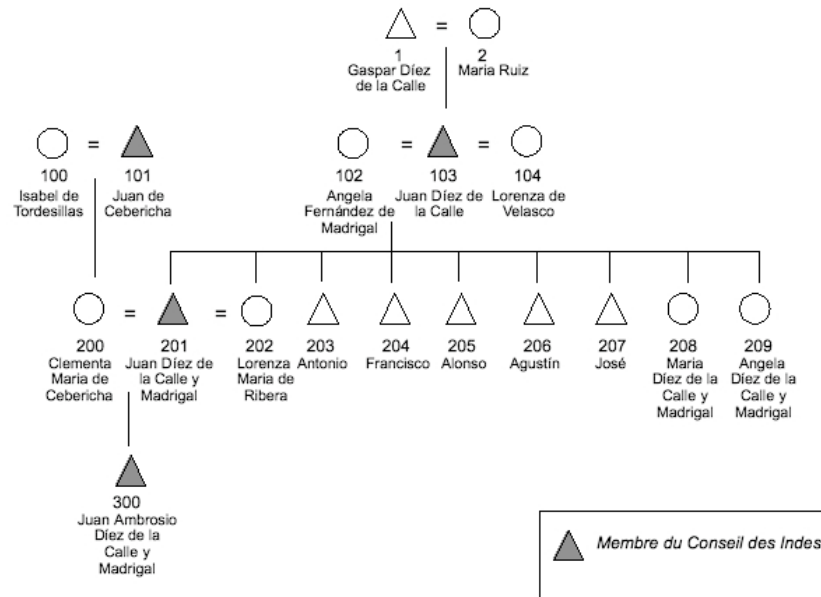 1
Gaspar Díez
de la Calle
=
2
Maria Ruiz
100
Isabel de
Tordesillas
=
101
Juan de
Cebericha
102
Angela
Fernández de
Madrigal
=
103
Juan Díez de
la Calle
=
104
Lorenza de
Velasco
200
Clementa
Maria de
Cebericha
=
201
Juan Díez de
la Calle y
Madrigal
=
202
Lorenza
Maria de
Ribera
203
Antonio
204
Francisco
205
Alonso
206
Agustín
207
José
208
Maria
Díez de la
Calle y
Madrigal
209
Angela
Díez de la
Calle y
Madrigal
300
Juan Ambrosio
Díez de la
Calle y
Madrigal
Membre du Conseil des Indes